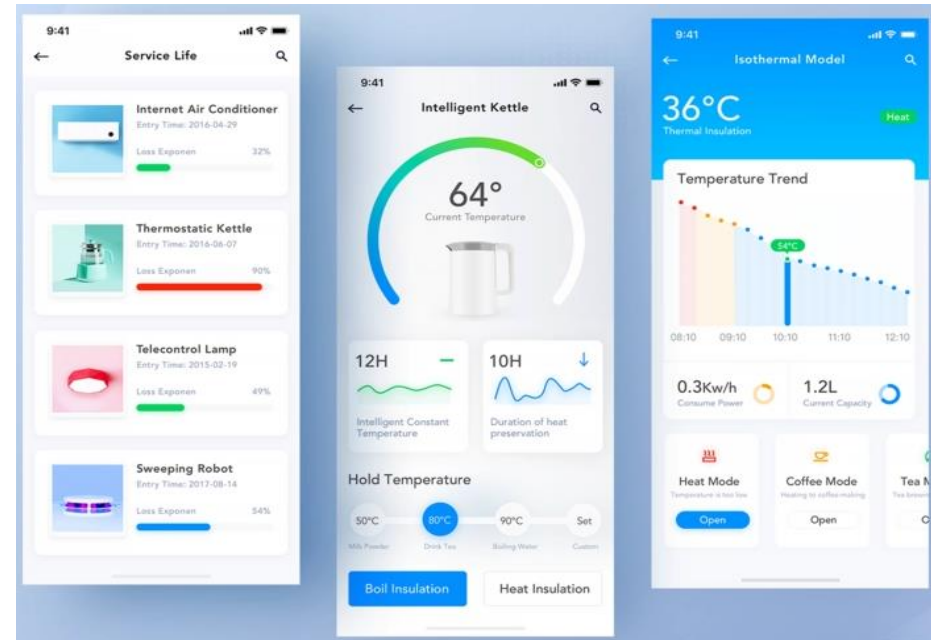 9:41
Service Life
Internet Air Conditioner
Entry Time: 2016-04-29
Loss Exponen 32%
Thermostatic Kettle
Entry Time: 2016-06-07
Loss Exponen 90%
Telecontrol Lamp
Entry Time: 2015-02-19
Loss Exponen 49%
Sweeping Robot
Entry Time: 2017-08-14
Loss Exponen 54%
9:41
Intelligent Kettle
64°
Current Temperature
12H
Intelligent Constant
Temperature
10H
Duration of heat
preservation
Hold Temperature
50°C 80°C 90°C Set
Milk Powder Drink Tea Boiling Water Custom
Boil Insulation Heat Insulation
9:41
Isothermal Model
36°C
Thermal Insulation
Heat
Temperature Trend
54°C
08:10 09:10 10:10 11:10 12:10
0.3Kw/h
Consume Power
1.2L
Current Capacity
Heat Mode
Temperature is too low
Open
Coffee Mode
Heating to coffee making
Open
Tea M